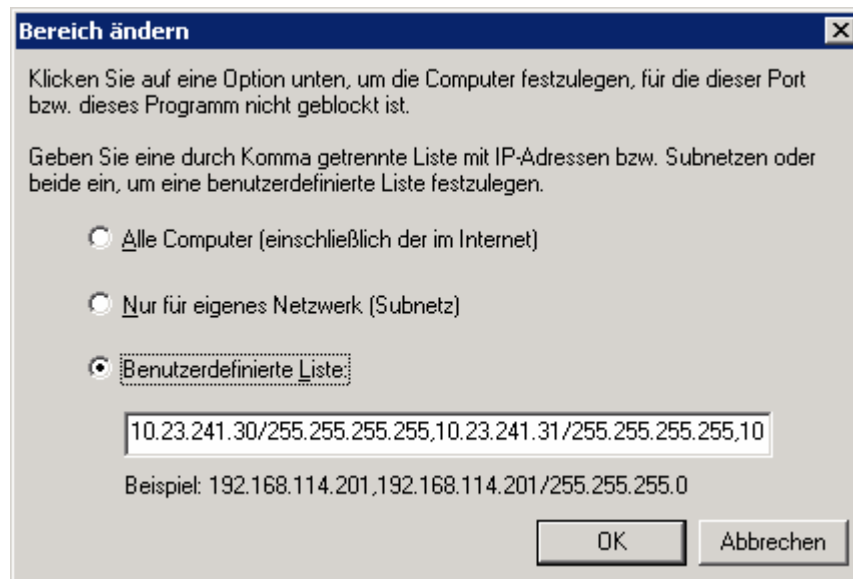 Bereich ändern
Klicken Sie auf eine Option unten, um die Computer festzulegen, für die dieser Port
bzw. dieses Programm nicht geblockt ist.
Geben Sie eine durch Komma getrennte Liste mit IP-Adressen bzw. Subnetzen oder
beide ein, um eine benutzerdefinierte Liste festzulegen.
Alle Computer (einschließlich der im Internet)
Nur für eigenes Netzwerk (Subnetz)
Benutzerdefinierte Liste:
10.23.241.30/255.255.255.255,10.23.241.31/255.255.255.255,10
Beispiel: 192.168.114.201,192.168.114.201/255.255.255.0
OK Abbrechen